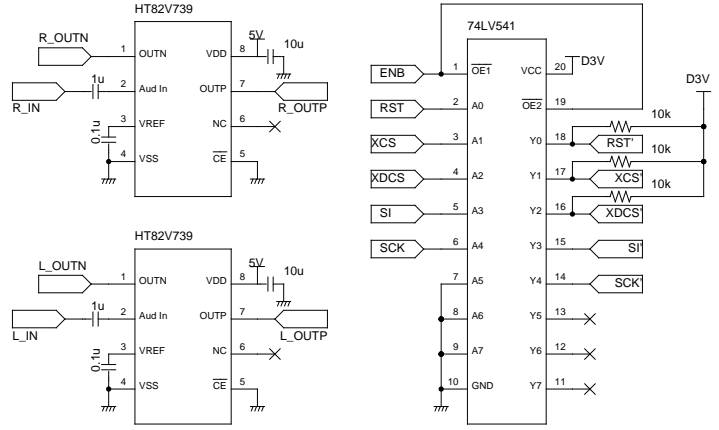 HT82V739
R_OUTN
1
OUTN
VDD
8
5V
10u
R_IN
1u
2
Aud In
OUTP
7
R_OUTP
0.1u
3
VREF
NC
6
4
VSS
CE
5
HT82V739
L_OUTN
1
OUTN
VDD
8
5V
10u
L_IN
1u
2
Aud In
OUTP
7
L_OUTP
0.1u
3
VREF
NC
6
4
VSS
CE
5
74LV541
ENB
1
OE1
VCC
20
D3V
RST
2
A0
OE2
19
D3V
XCS
3
A1
Y0
18
RST'
10k
XDCS
4
A2
Y1
17
XCS'
10k
SI
5
A3
Y2
16
XDCS'
10k
SCK
6
A4
Y3
15
SI'
7
A5
Y4
14
SCK'
8
A6
Y5
13
9
A7
Y6
12
10
GND
Y7
11